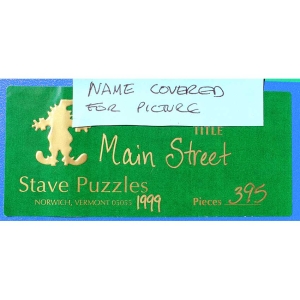 NAME COVERED
FOR PICTURE
TITLE
Main Street
Stave Puzzles
NORWICH, VERMONT 05055 1999
Pieces 395